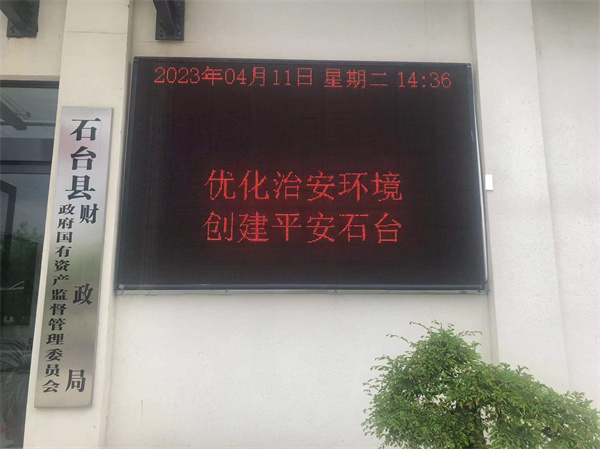 2023年04月11日 星期二 14:36
优化治安环境
创建平安石台
石台县财政局
政府国有资产监督管理委员会